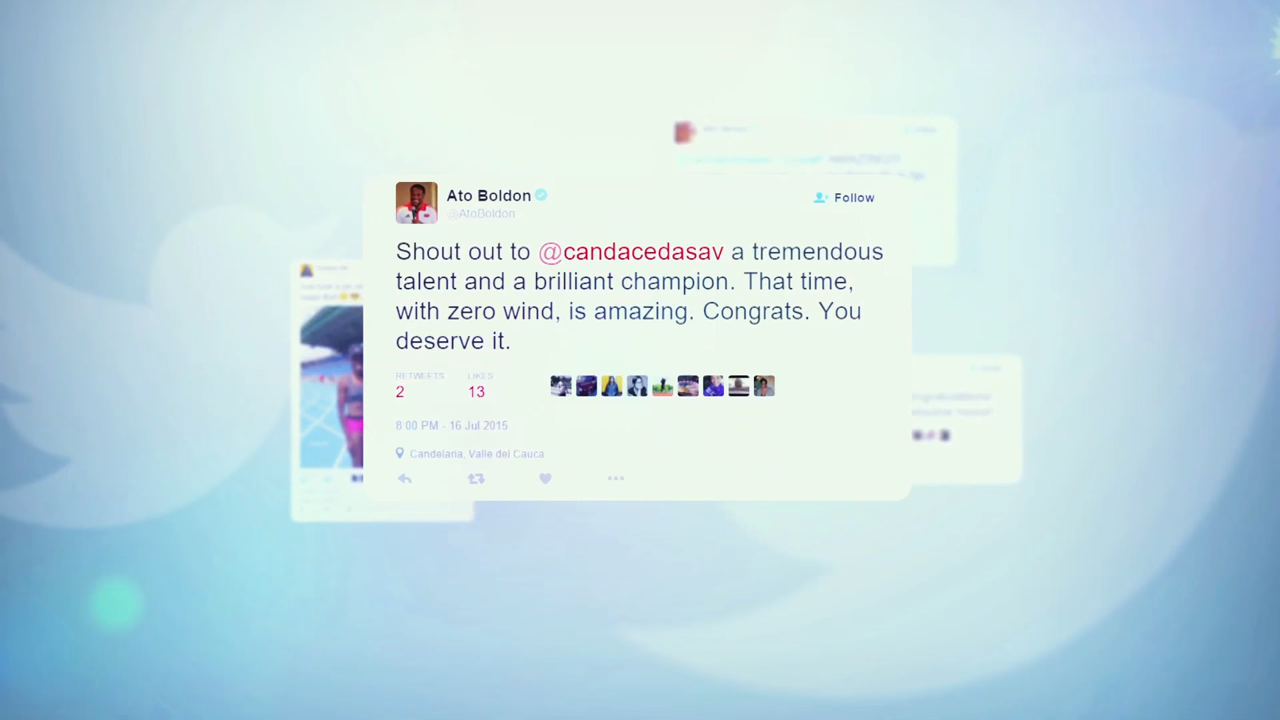 Ato Boldon
@AtoBoldon
Follow
Shout out to @candacedasav a tremendous
talent and a brilliant champion. That time,
with zero wind, is amazing. Congrats. You
deserve it.
RETWEETS LIKES
2 13
8:00 PM - 16 Jul 2015
Candelaria, Valle del Cauca